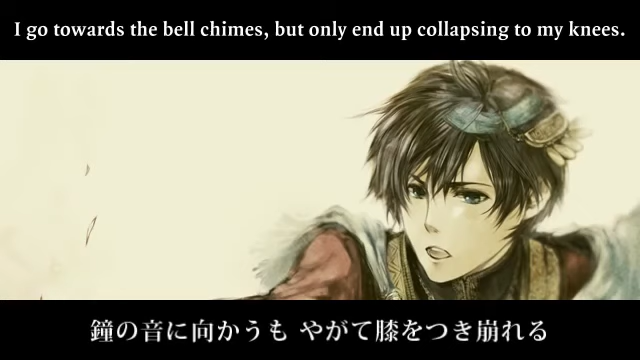 I go towards the bell chimes, but only end up collapsing to my knees.
鐘の音に向かうも やがて膝をつき崩れる